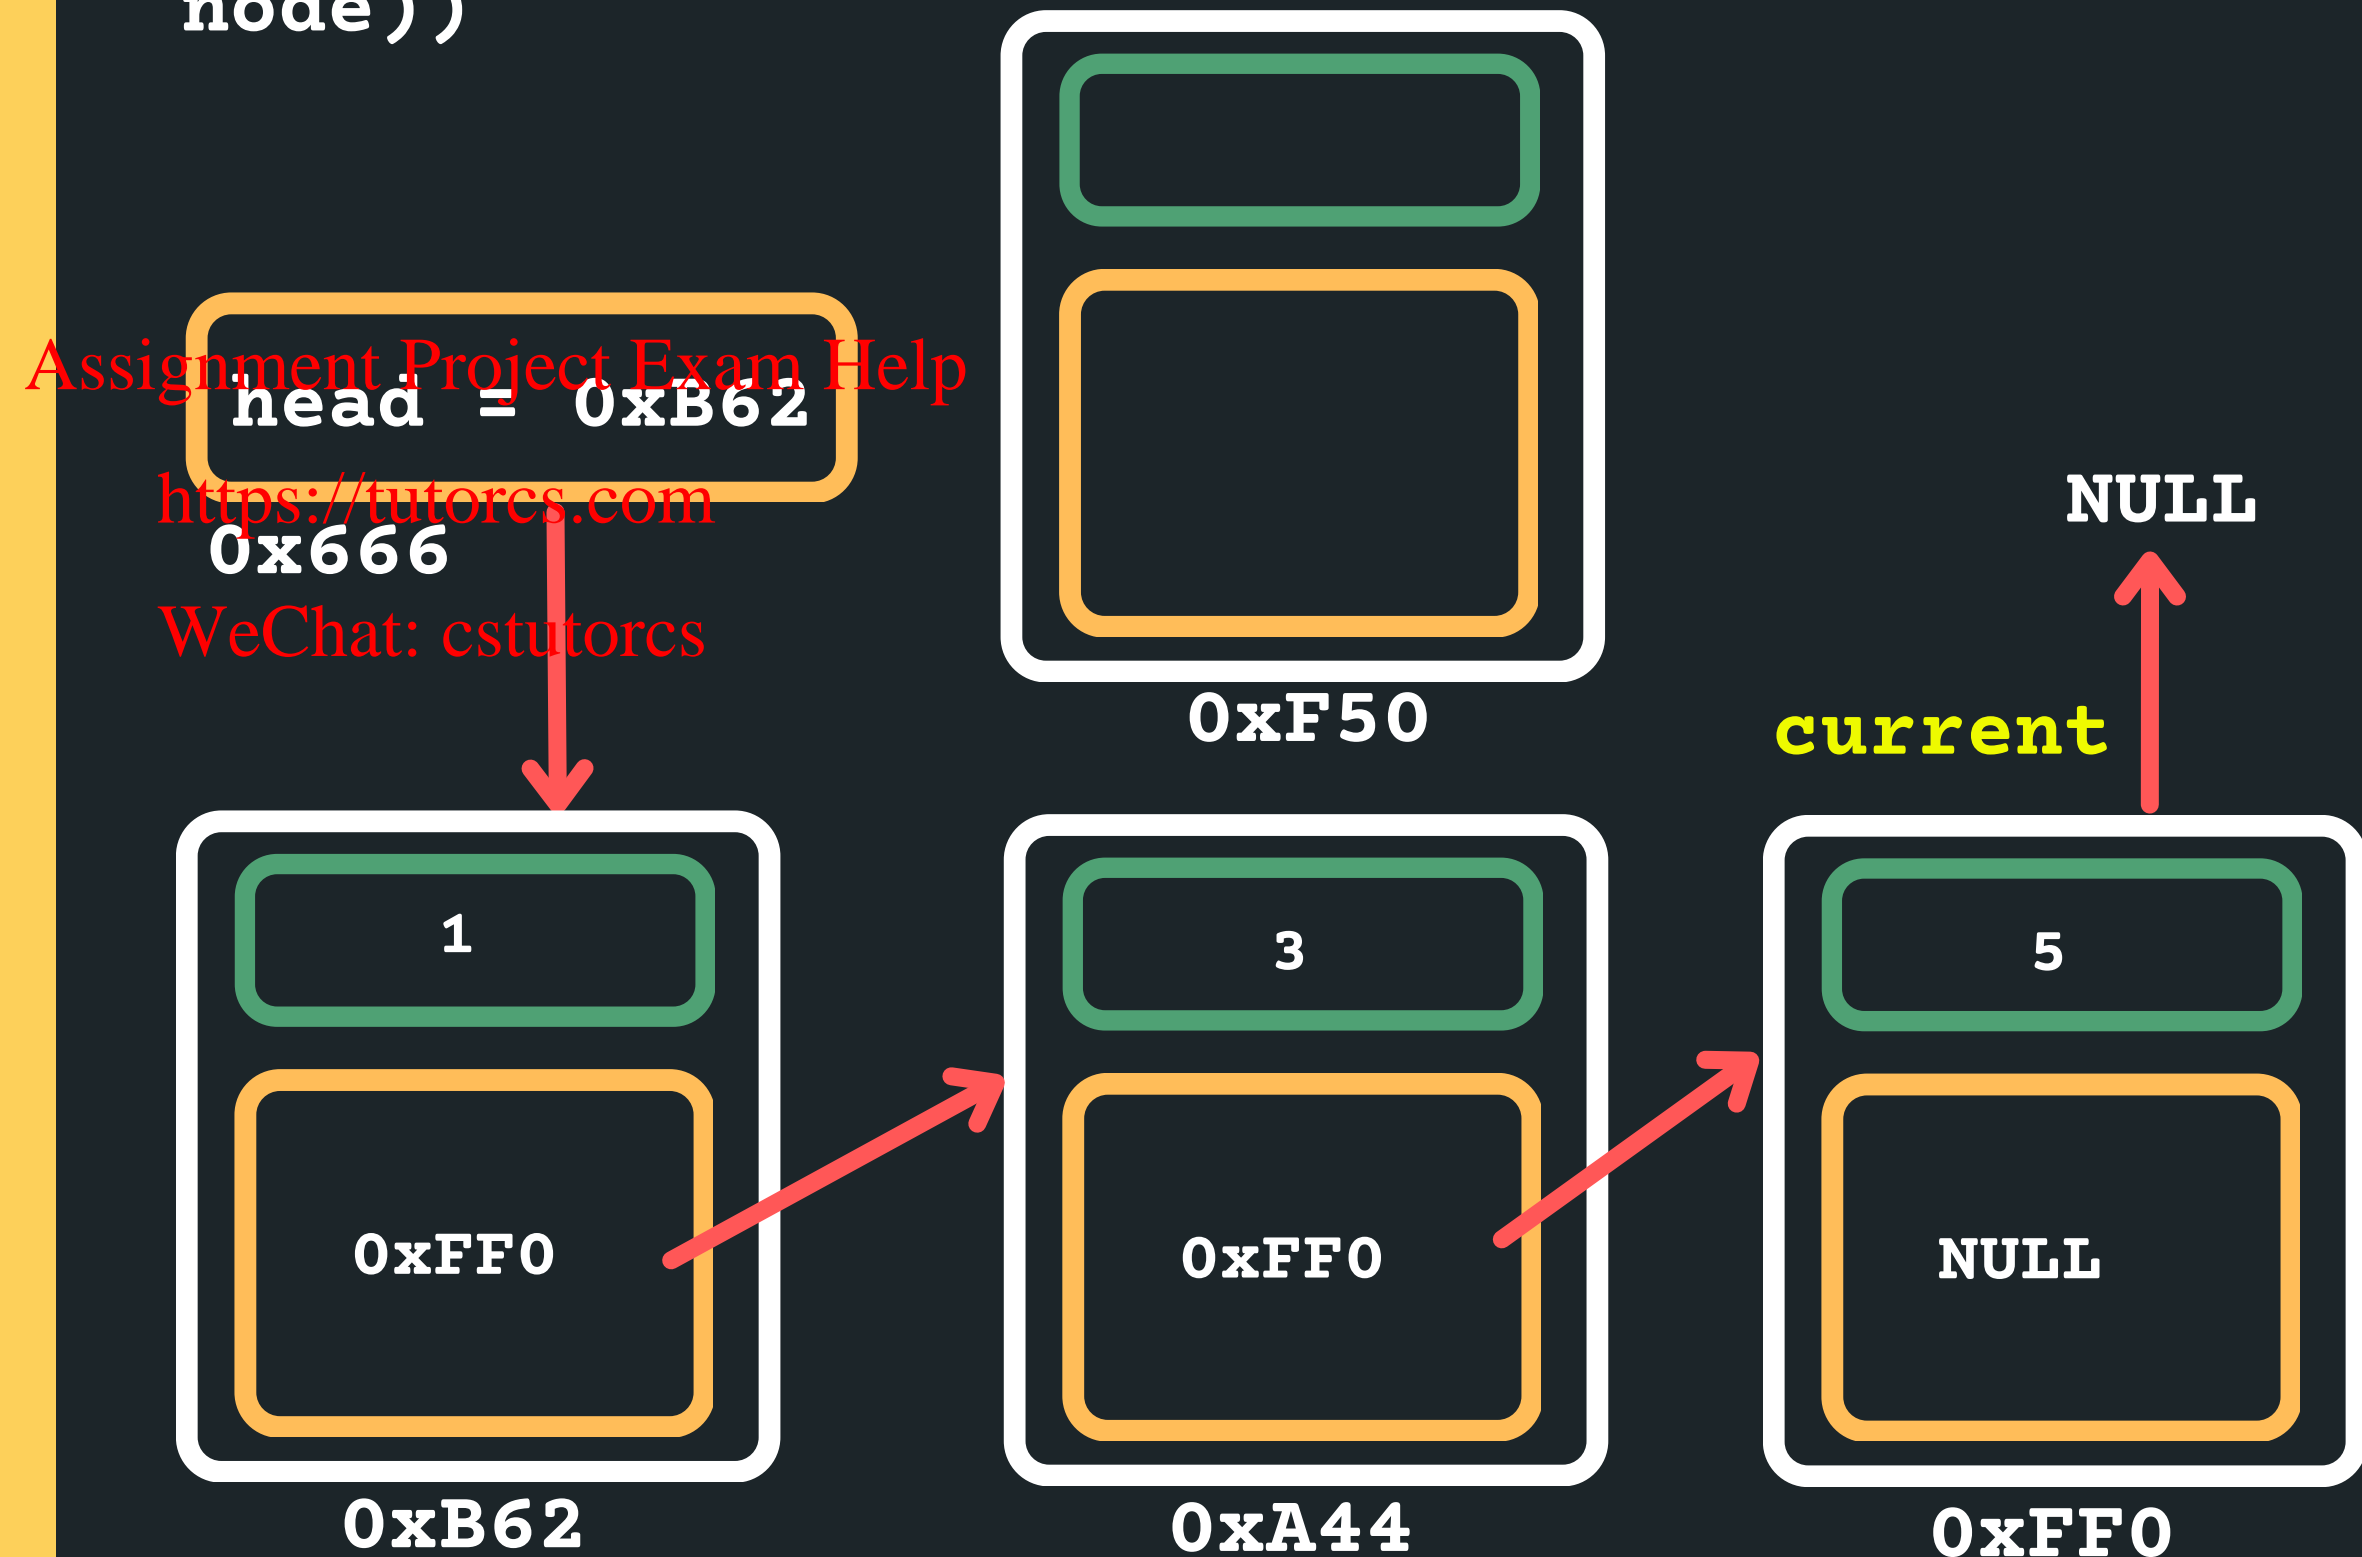 node))
Assignment Project Exam Help
head = 0xB62
https://tutorcs.com
0x666
WeChat: cstutorcs
NULL
0xF50
current
1
3
5
0xFF0
0xFF0
NULL
0xB62
0xA44
0xFF0